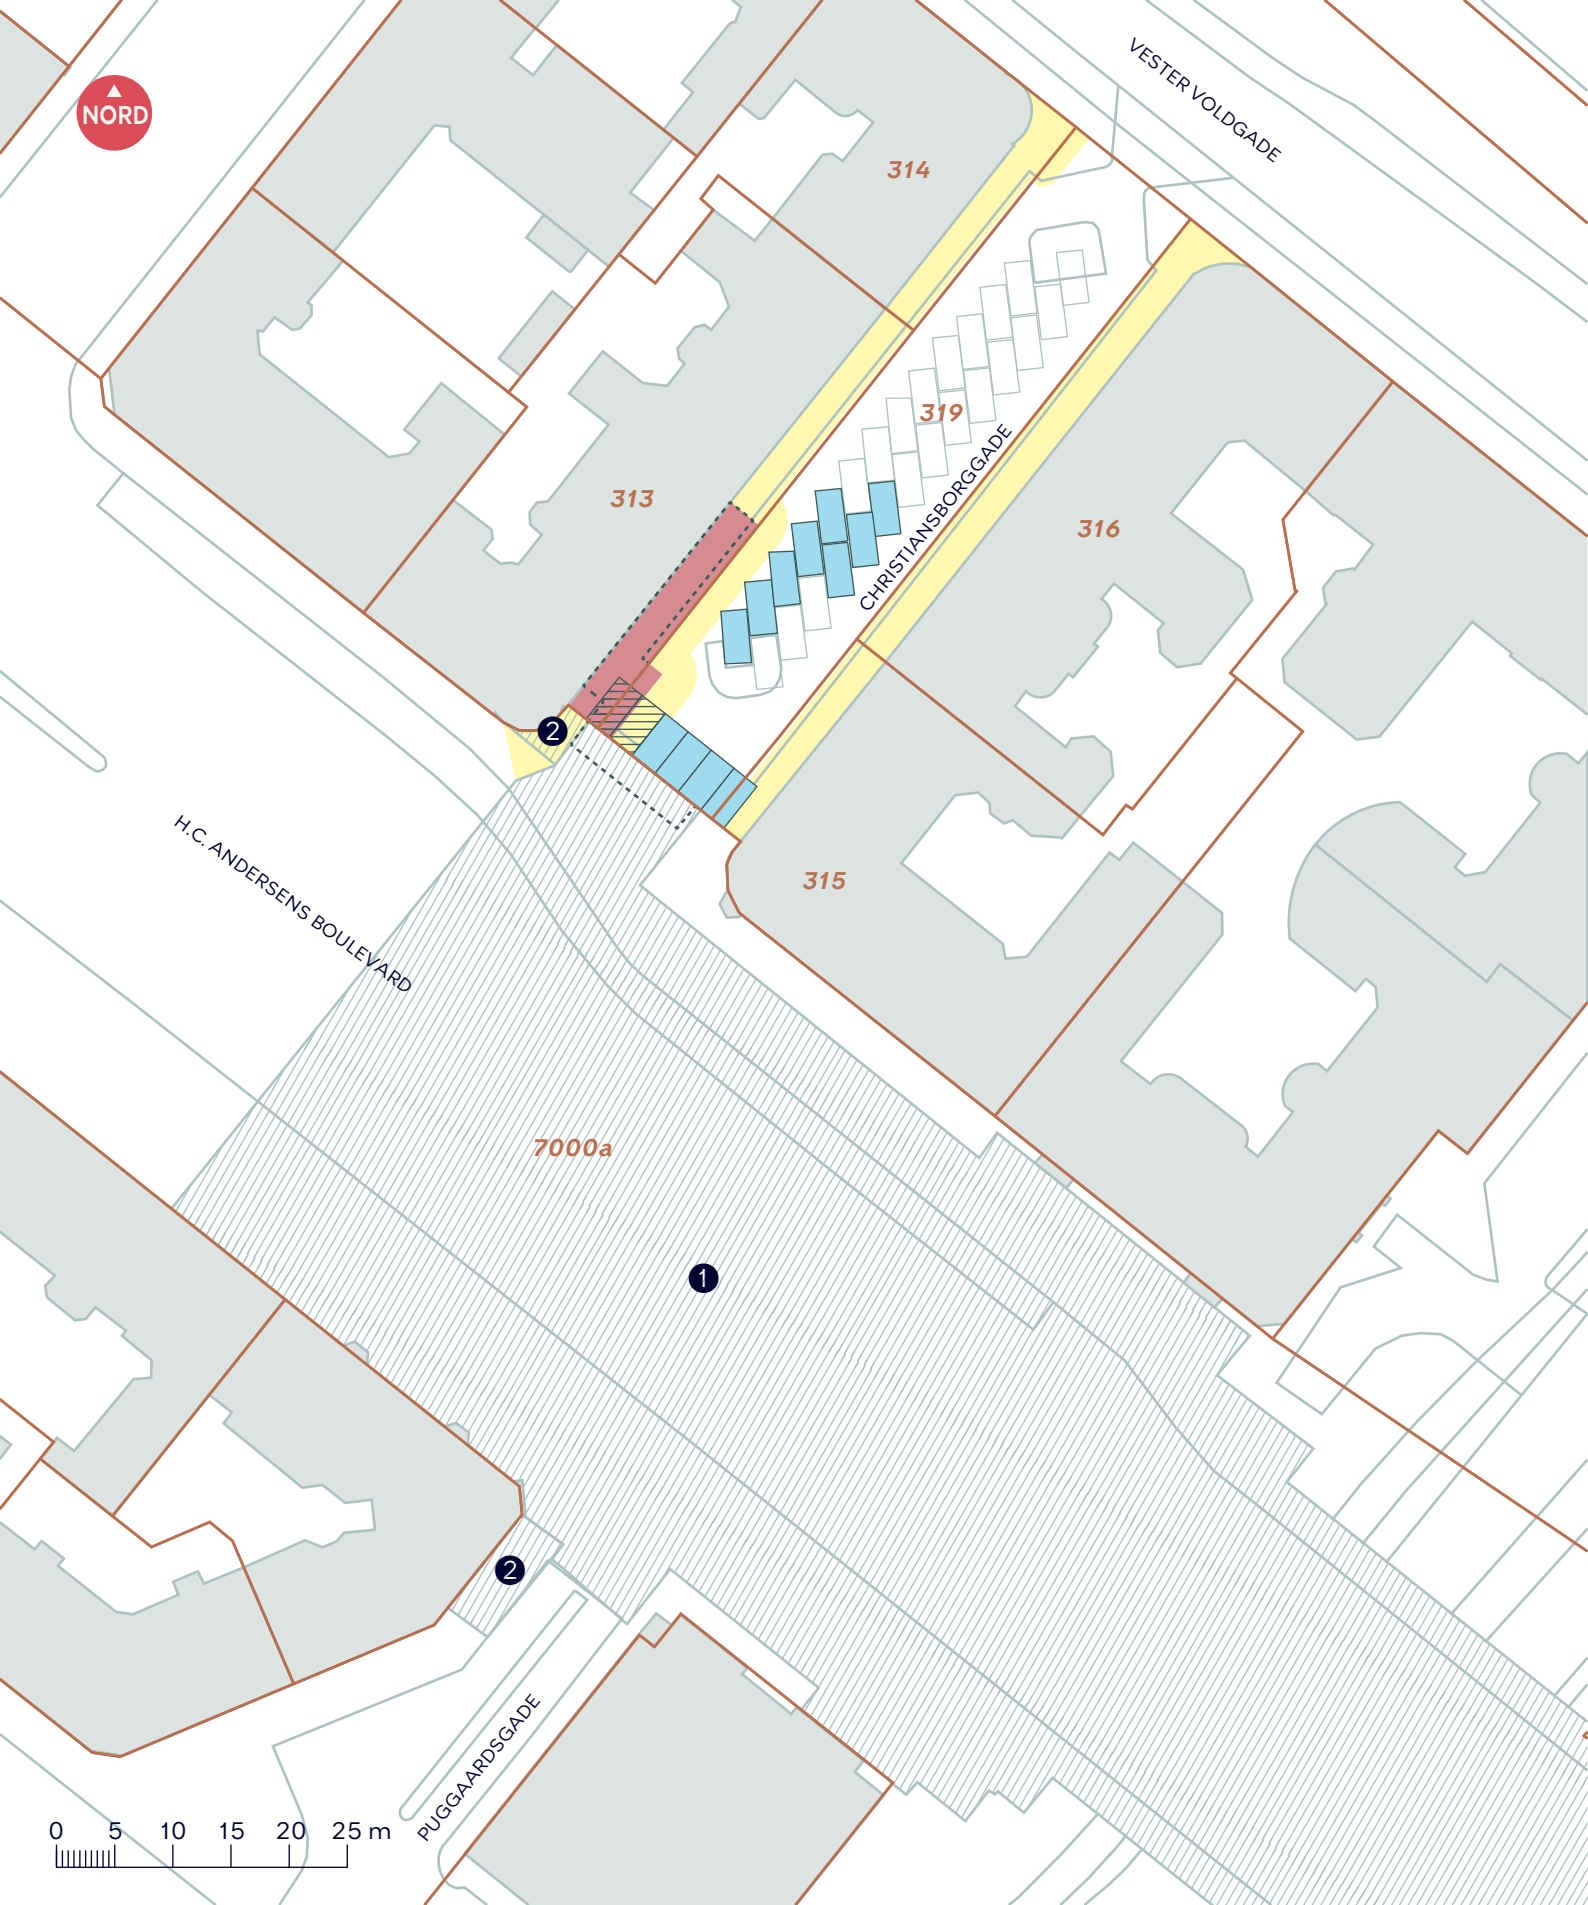 VESTER VOLDGADE
NORD
314
319
CHRISTIANSBORGGADE
313
316
2
H.C. ANDERSENS BOULEVARD
315
7000a
1
2
PUGGAARDSGADE
0 5 10 15 20 25 m